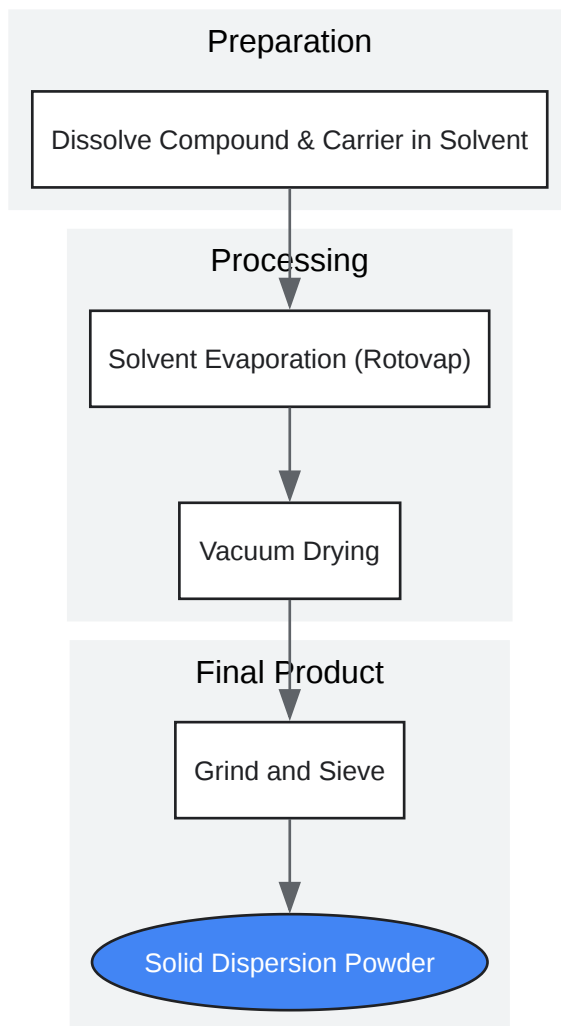 Preparation
Dissolve Compound & Carrier in Solvent
Processing
Solvent Evaporation (Rotovap)
Vacuum Drying
Final Product
Grind and Sieve
Solid Dispersion Powder